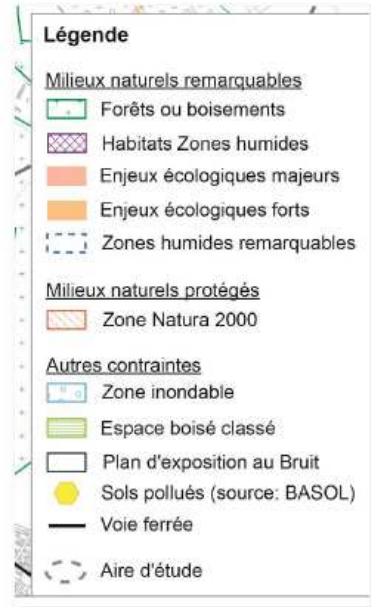 Légende
Milieux naturels remarquables
Forêts ou boisements
Habitats Zones humides
Enjeux écologiques majeurs
Enjeux écologiques forts
Zones humides remarquables
Milieux naturels protégés
Zone Natura 2000
Autres contraintes
Zone inondable
Espace boisé classé
Plan d'exposition au Bruit
Sols pollués (source: BASOL)
Voie ferrée
Aire d'étude